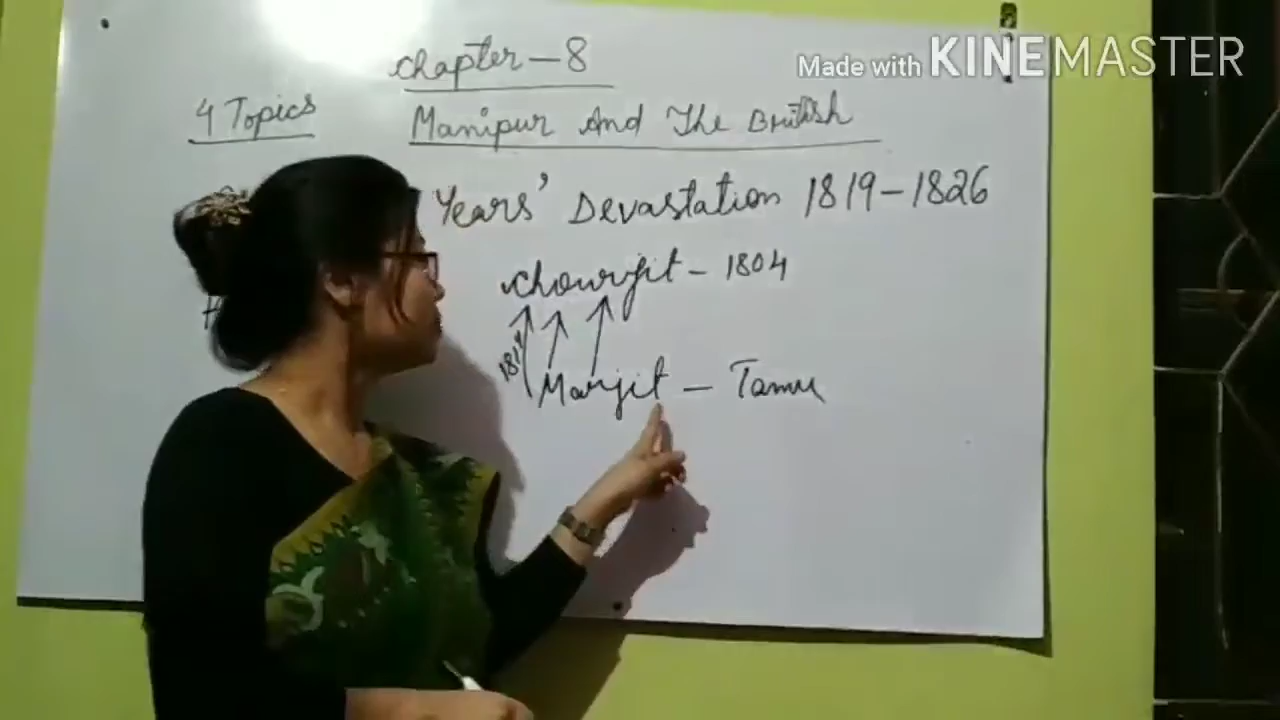 Made with KINEMASTER
Chapter – 8
4 Topics
Manipur And The British
Years' Devastation 1819 – 1826
Chourjit – 1804
Marjit – Tamu